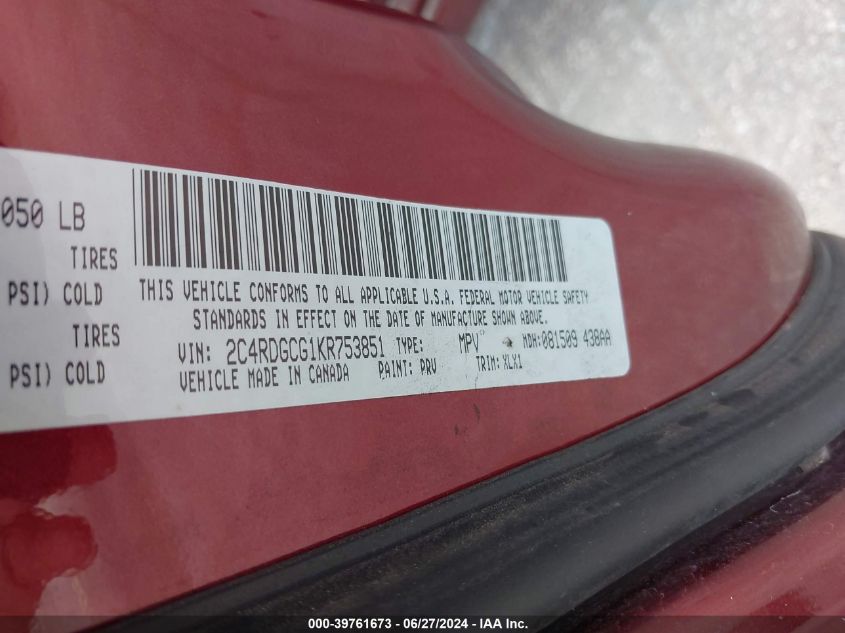 050 LB
TIRES
PSI) COLD
TIRES
PSI) COLD
THIS VEHICLE CONFORMS TO ALL APPLICABLE U.S.A. FEDERAL MOTOR VEHICLE SAFETY
STANDARDS IN EFFECT ON THE DATE OF MANUFACTURE SHOWN ABOVE.
VIN: 2C4RDGCG1KR753851 TYPE: MPV MDH:081509 438AA
VEHICLE MADE IN CANADA PAINT: PRV TRIM: XLX1
000-39761673 - 06/27/2024 - IAA Inc.